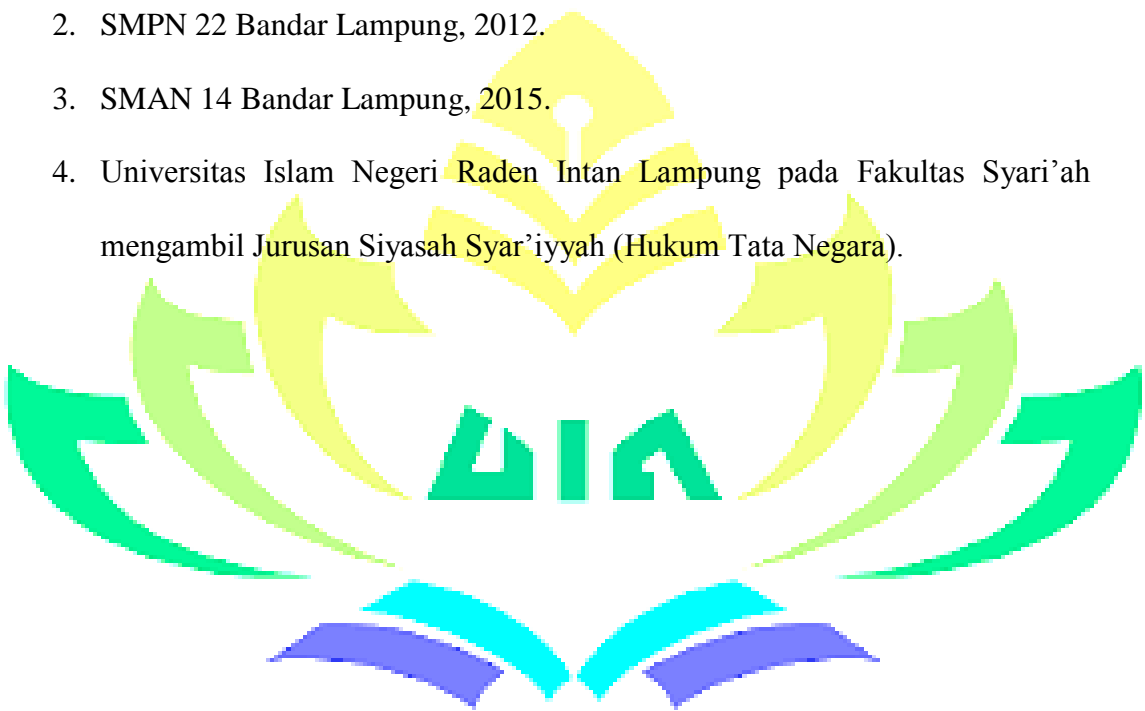 2. SMPN 22 Bandar Lampung, 2012.
3. SMAN 14 Bandar Lampung, 2015.
4. Universitas Islam Negeri Raden Intan Lampung pada Fakultas Syari’ah
mengambil Jurusan Siyasah Syar’iyyah (Hukum Tata Negara).
UIN